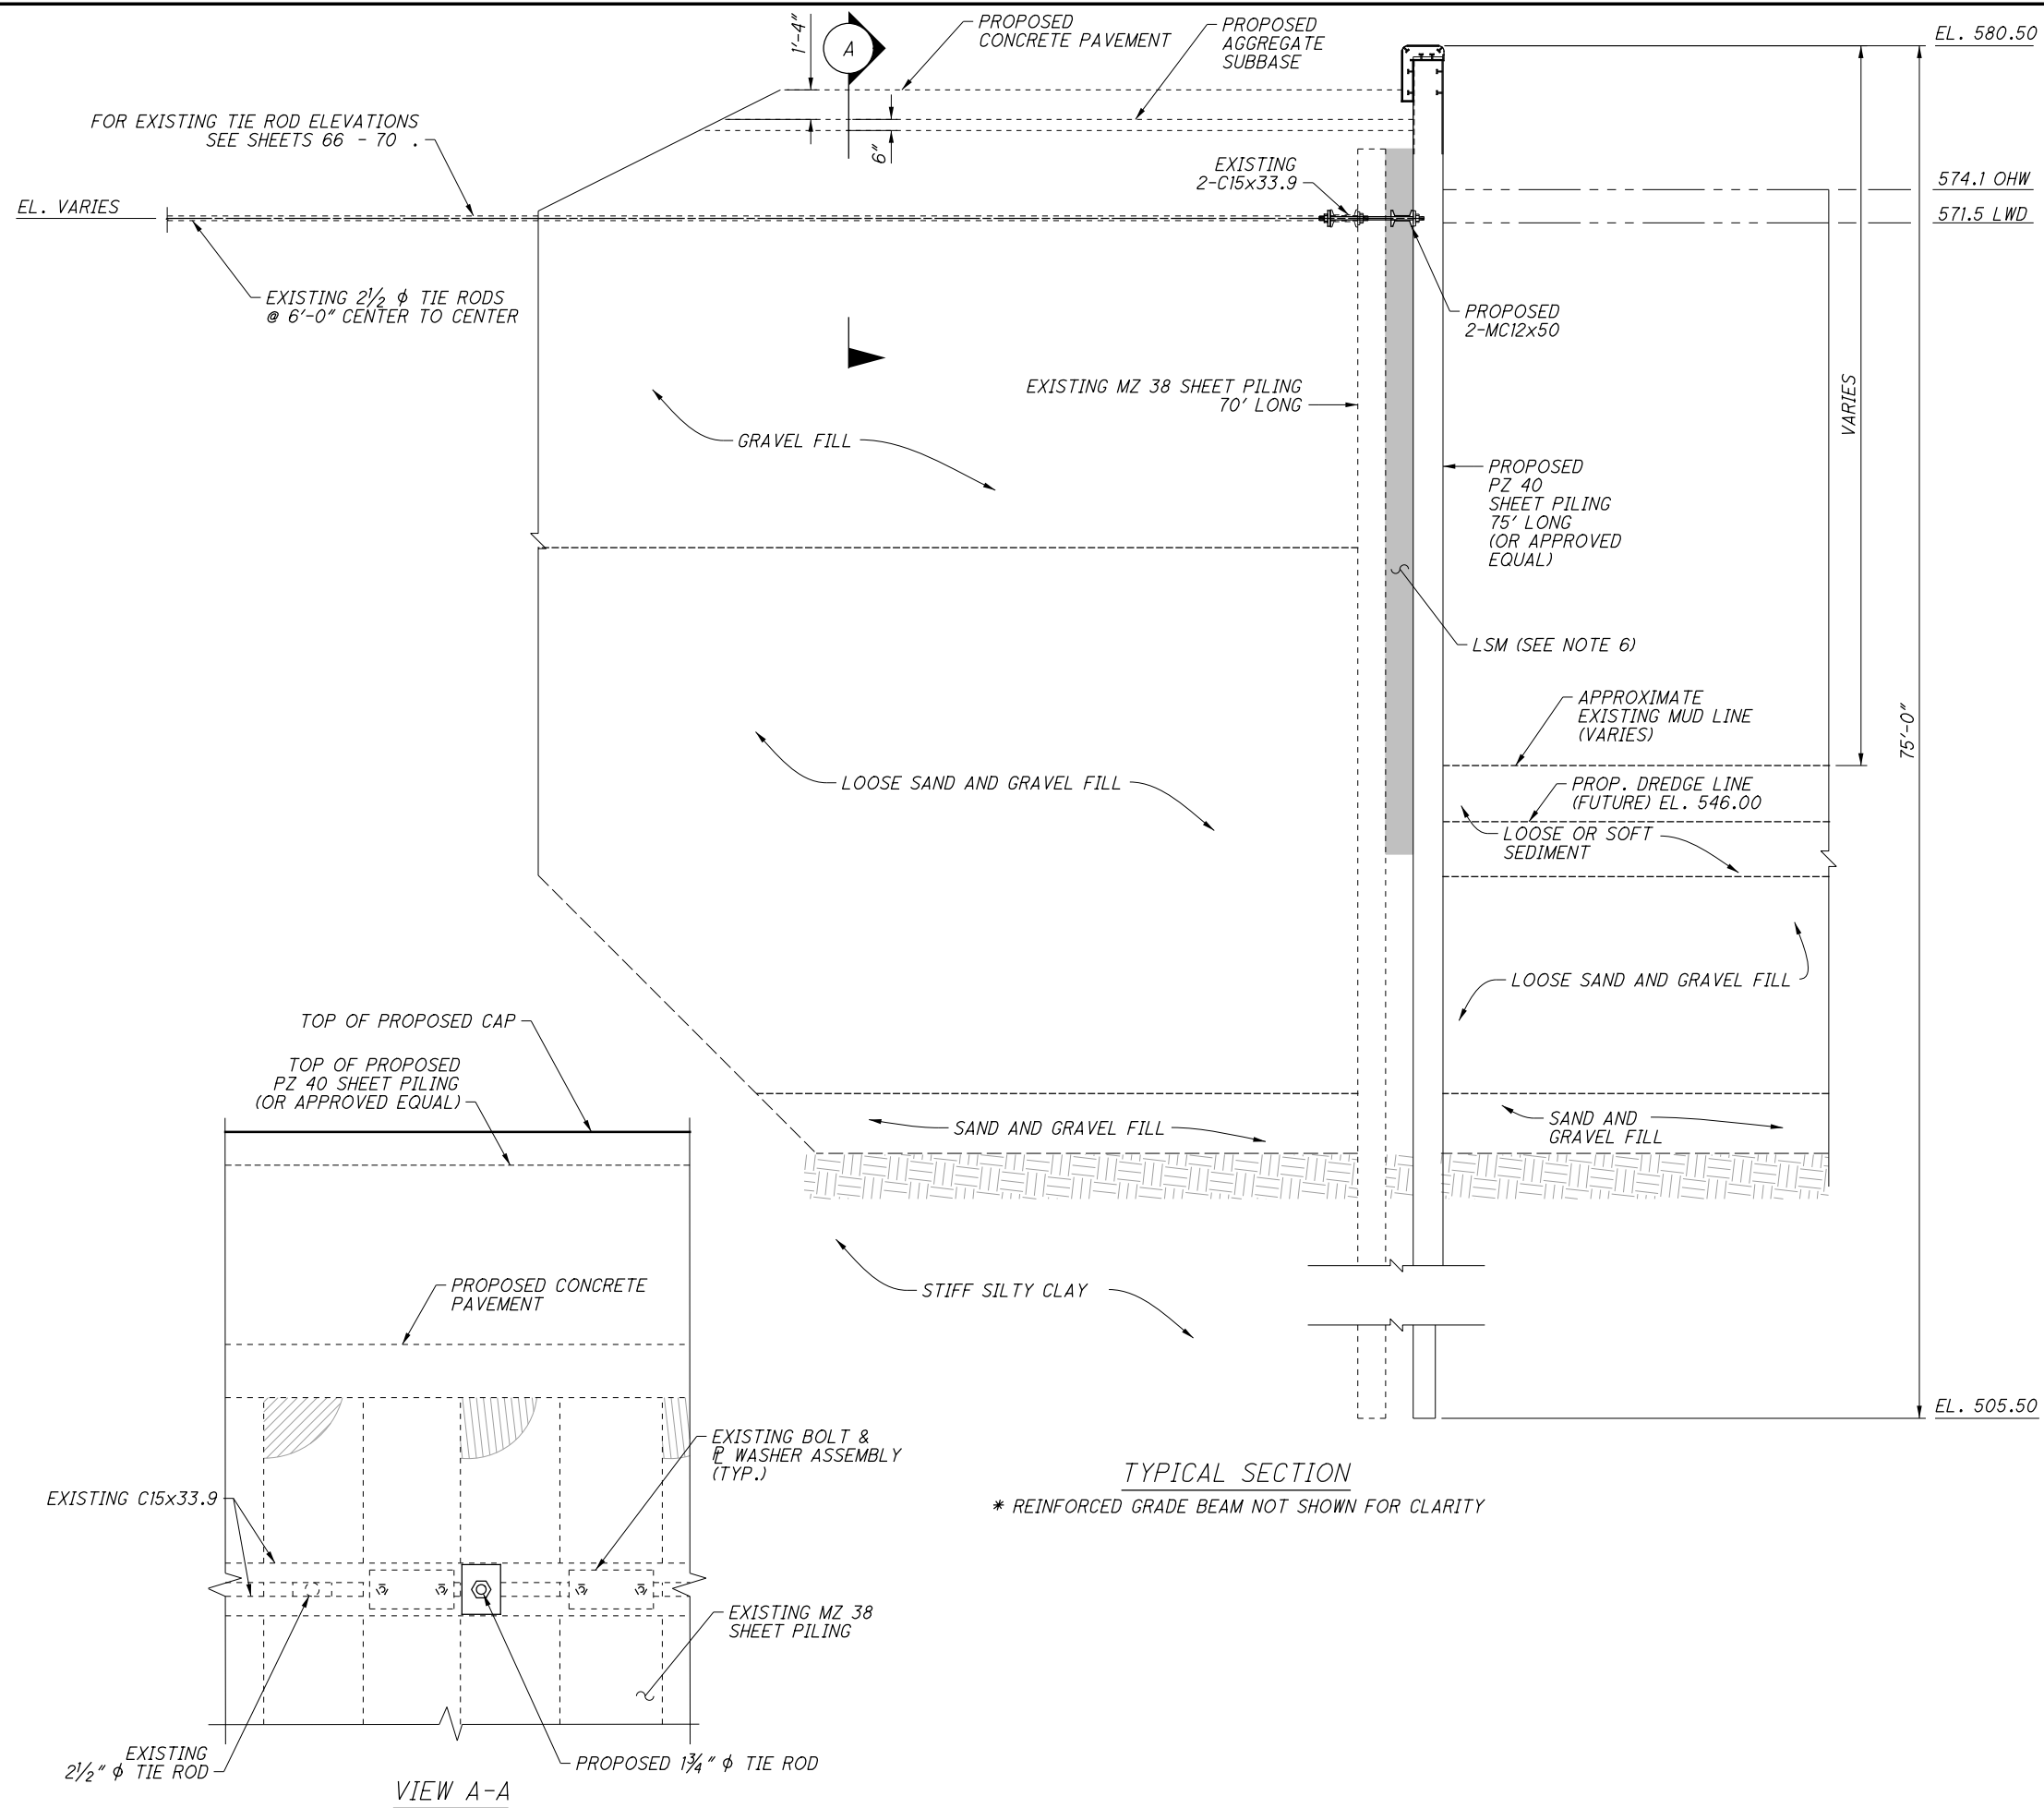 1'-4"
A
PROPOSED
CONCRETE PAVEMENT
PROPOSED
AGGREGATE
SUBBASE
EL. 580.50
FOR EXISTING TIE ROD ELEVATIONS
SEE SHEETS 66 - 70 .
6"
EXISTING
2-C15x33.9
574.1 OHW
EL. VARIES
571.5 LWD
EXISTING 2½ φ TIE RODS
@ 6'-0" CENTER TO CENTER
PROPOSED
2-MC12x50
EXISTING MZ 38 SHEET PILING
70' LONG
VARIES
GRAVEL FILL
PROPOSED
PZ 40
SHEET PILING
75' LONG
(OR APPROVED
EQUAL)
LSM (SEE NOTE 6)
APPROXIMATE
EXISTING MUD LINE
(VARIES)
75'-0"
LOOSE SAND AND GRAVEL FILL
PROP. DREDGE LINE
(FUTURE) EL. 546.00
LOOSE OR SOFT
SEDIMENT
LOOSE SAND AND GRAVEL FILL
TOP OF PROPOSED CAP
TOP OF PROPOSED
PZ 40 SHEET PILING
(OR APPROVED EQUAL)
SAND AND GRAVEL FILL
SAND AND
GRAVEL FILL
PROPOSED CONCRETE
PAVEMENT
STIFF SILTY CLAY
EL. 505.50
EXISTING BOLT &
℄ WASHER ASSEMBLY
(TYP.)
TYPICAL SECTION
* REINFORCED GRADE BEAM NOT SHOWN FOR CLARITY
EXISTING C15x33.9
EXISTING MZ 38
SHEET PILING
EXISTING
2½" φ TIE ROD
PROPOSED 1¾" φ TIE ROD
VIEW A-A